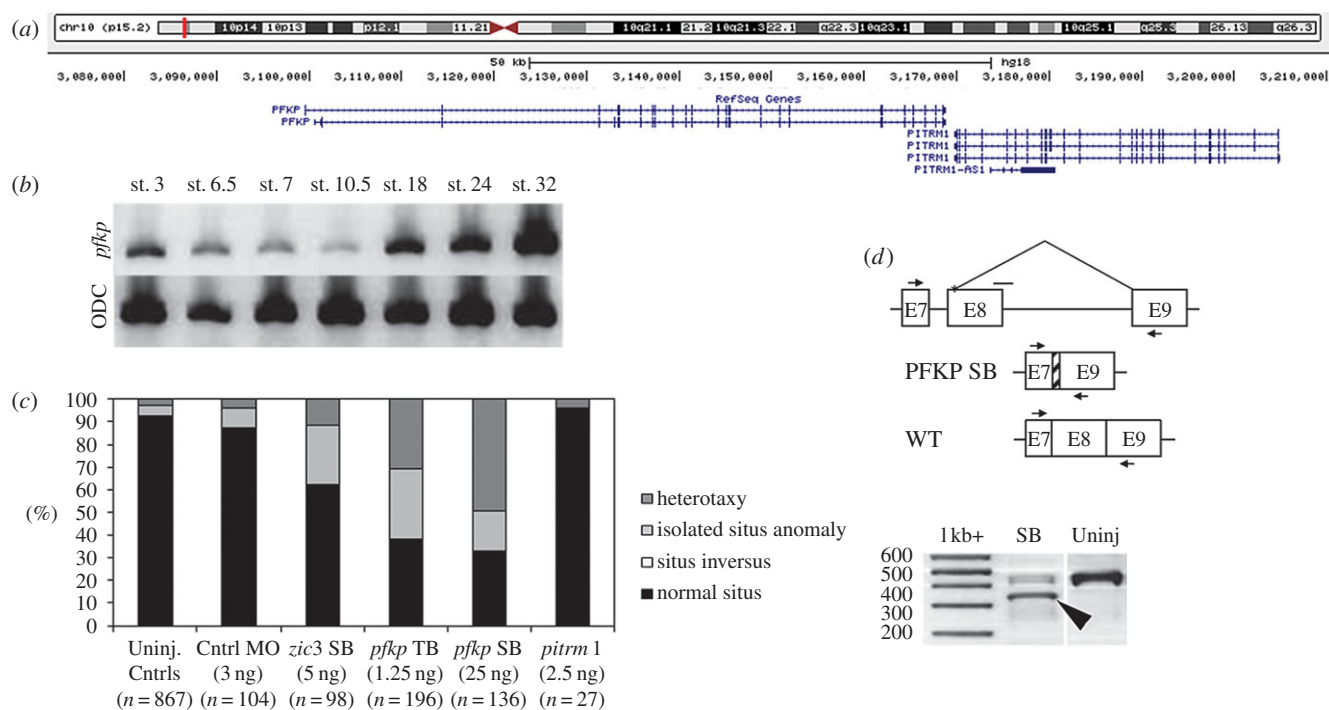 (a)
chr10 (p15.2) 10p14 10p13 p12.1 11.21 10q21.1 21.2 10q21.3 22.1 q22.3 10q23.1 10q25.1 q25.3 26.13 q26.3
50 kb hg18
3,080,000 3,090,000 3,100,000 3,110,000 3,120,000 3,130,000 3,140,000 3,150,000 3,160,000 3,170,000 3,180,000 3,190,000 3,200,000 3,210,000
RefSeq Genes
PFKP
PFKP
PITRM1
PITRM1
PITRM1
PITRM1-AS1
(b)
st. 3 st. 6.5 st. 7 st. 10.5 st. 18 st. 24 st. 32
pfkp
ODC
(c)
100
90
80
70
60
50
40
30
20
10
0
(%)
Uninj. Cntrls (n = 867)
Cntrl MO (3 ng) (n = 104)
zic3 SB (5 ng) (n = 98)
pfkp TB (1.25 ng) (n = 196)
pfkp SB (25 ng) (n = 136)
pitrm 1 (2.5 ng) (n = 27)
heterotaxy
isolated situs anomaly
situs inversus
normal situs
(d)
*
E7 E8 E9
PFKP SB E7 E9
WT E7 E8 E9
1kb+ SB Uninj
600
500
400
300
200